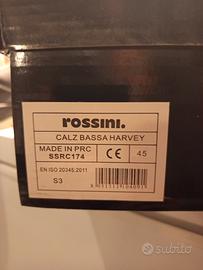 rossini.
CALZ BASSA HARVEY
MADE IN PRC
SSRC174
CE
45
EN ISO 20345:2011
S3
subito